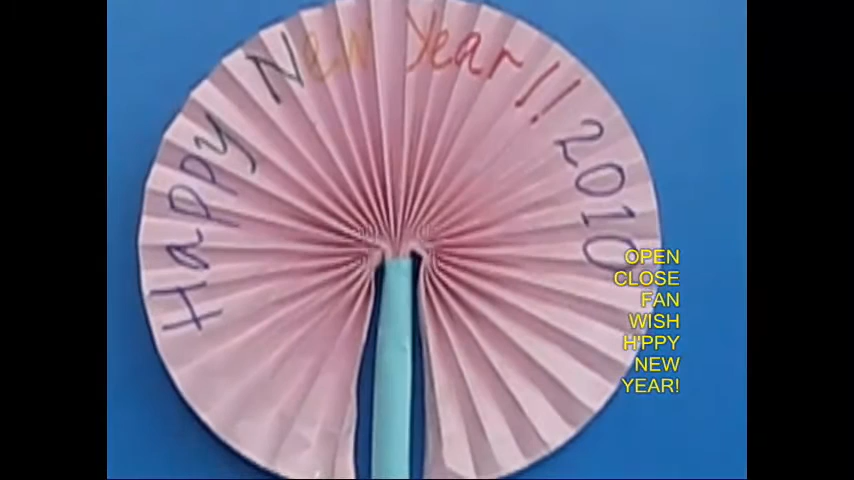 Happy New Year!! 2010
OPEN
CLOSE
FAN
WISH
H'PPY
NEW
YEAR!